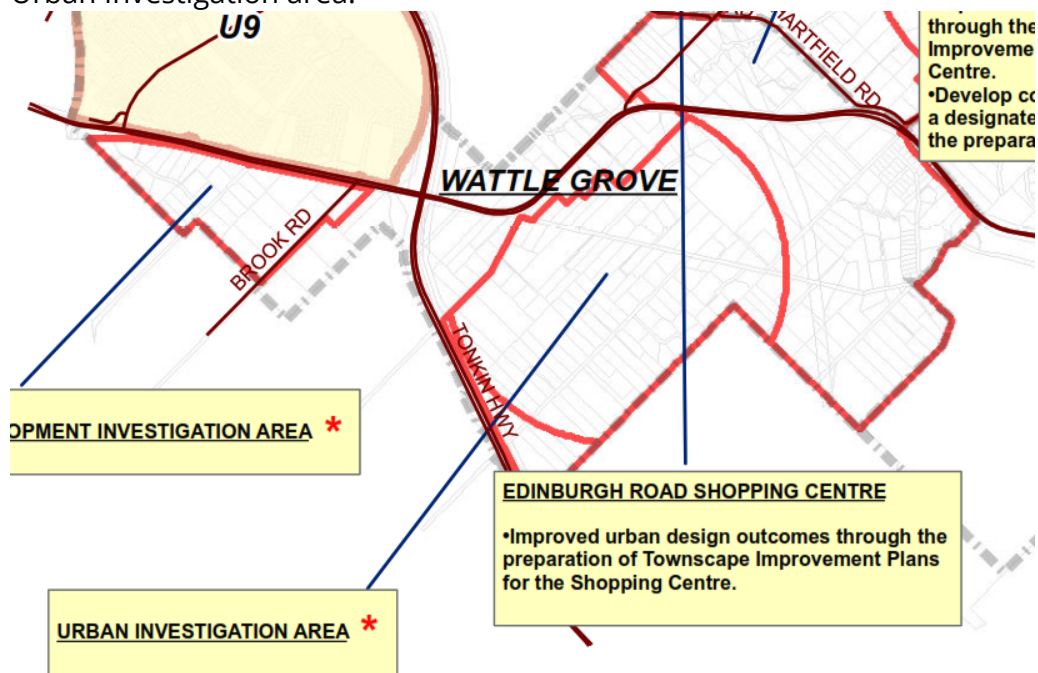 Urban Investigation area.
U9
HARTFIELD RD
through the
Improveme
Centre.
•Develop co
a designate
the prepara
WATTLE GROVE
BROOK RD
TONKIN HWY
OPMENT INVESTIGATION AREA *
EDINBURGH ROAD SHOPPING CENTRE
•Improved urban design outcomes through the
preparation of Townscape Improvement Plans
for the Shopping Centre.
URBAN INVESTIGATION AREA *